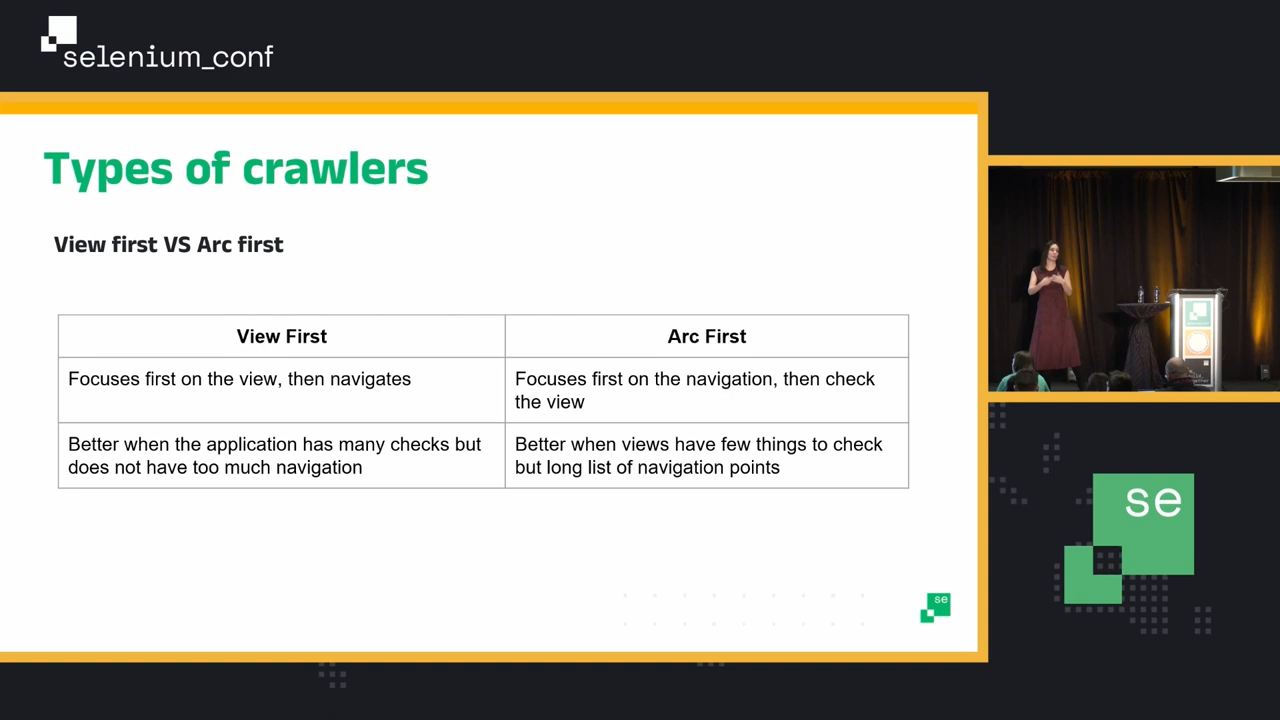 selenium_conf
Types of crawlers
View first VS Arc first
View First
Arc First
Focuses first on the view, then navigates
Focuses first on the navigation, then check
the view
Better when the application has many checks but
does not have too much navigation
Better when views have few things to check
but long list of navigation points
se
se